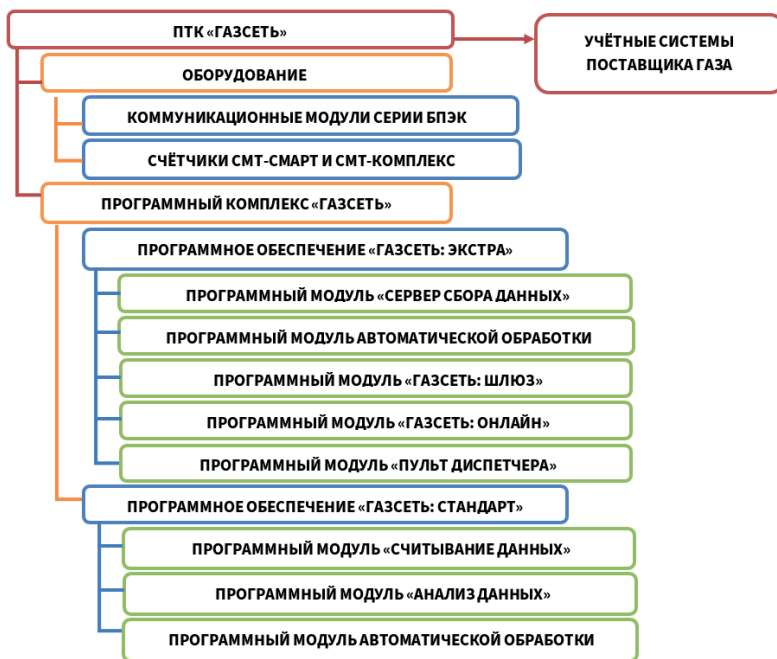 ПТК «ГАЗСЕТЬ»
УЧЁТНЫЕ СИСТЕМЫ
ПОСТАВЩИКА ГАЗА
ОБОРУДОВАНИЕ
КОММУНИКАЦИОННЫЕ МОДУЛИ СЕРИИ БПЭК
СЧЁТЧИКИ СМТ-СМАРТ И СМТ-КОМПЛЕКС
ПРОГРАММНЫЙ КОМПЛЕКС «ГАЗСЕТЬ»
ПРОГРАММНОЕ ОБЕСПЕЧЕНИЕ «ГАЗСЕТЬ: ЭКСТРА»
ПРОГРАММНЫЙ МОДУЛЬ «СЕРВЕР СБОРА ДАННЫХ»
ПРОГРАММНЫЙ МОДУЛЬ АВТОМАТИЧЕСКОЙ ОБРАБОТКИ
ПРОГРАММНЫЙ МОДУЛЬ «ГАЗСЕТЬ: ШЛЮЗ»
ПРОГРАММНЫЙ МОДУЛЬ «ГАЗСЕТЬ: ОНЛАЙН»
ПРОГРАММНЫЙ МОДУЛЬ «ПУЛЬТ ДИСПЕТЧЕРА»
ПРОГРАММНОЕ ОБЕСПЕЧЕНИЕ «ГАЗСЕТЬ: СТАНДАРТ»
ПРОГРАММНЫЙ МОДУЛЬ «СЧИТЫВАНИЕ ДАННЫХ»
ПРОГРАММНЫЙ МОДУЛЬ «АНАЛИЗ ДАННЫХ»
ПРОГРАММНЫЙ МОДУЛЬ АВТОМАТИЧЕСКОЙ ОБРАБОТКИ